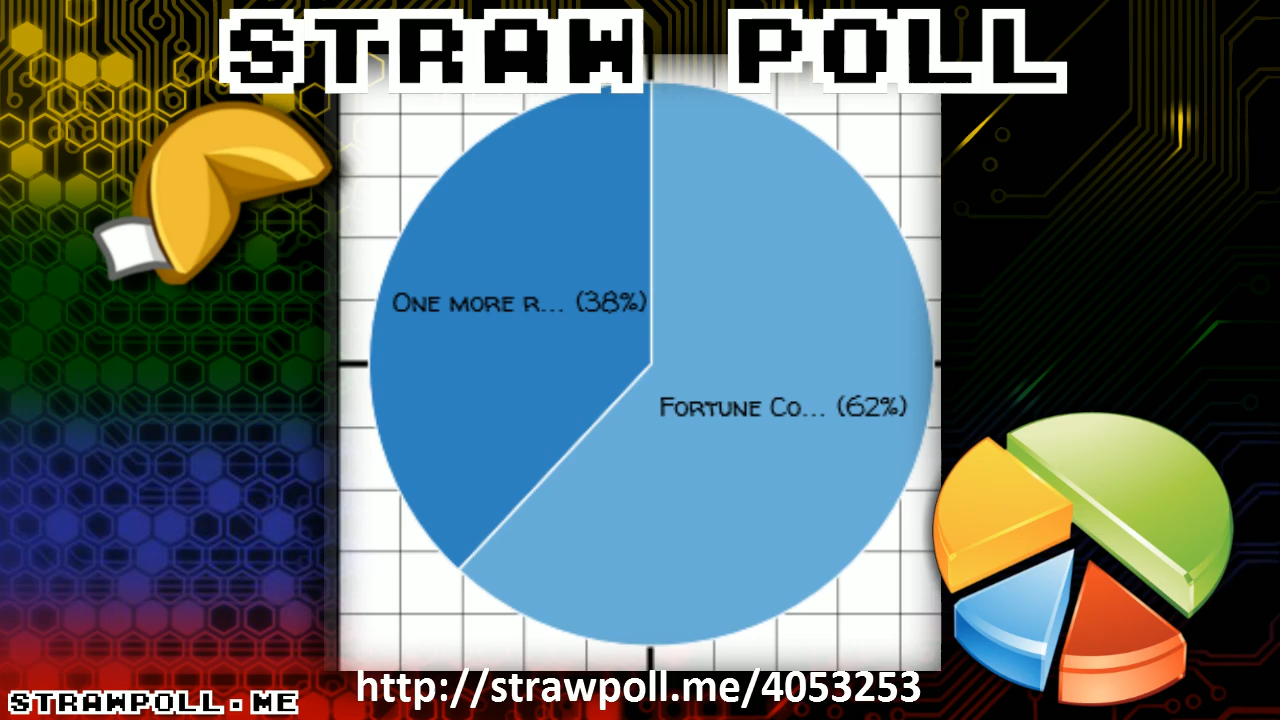 STRAW POLL
One more r... (38%)
Fortune Co... (62%)
http://strawpoll.me/4053253
STRAWPOLL.ME